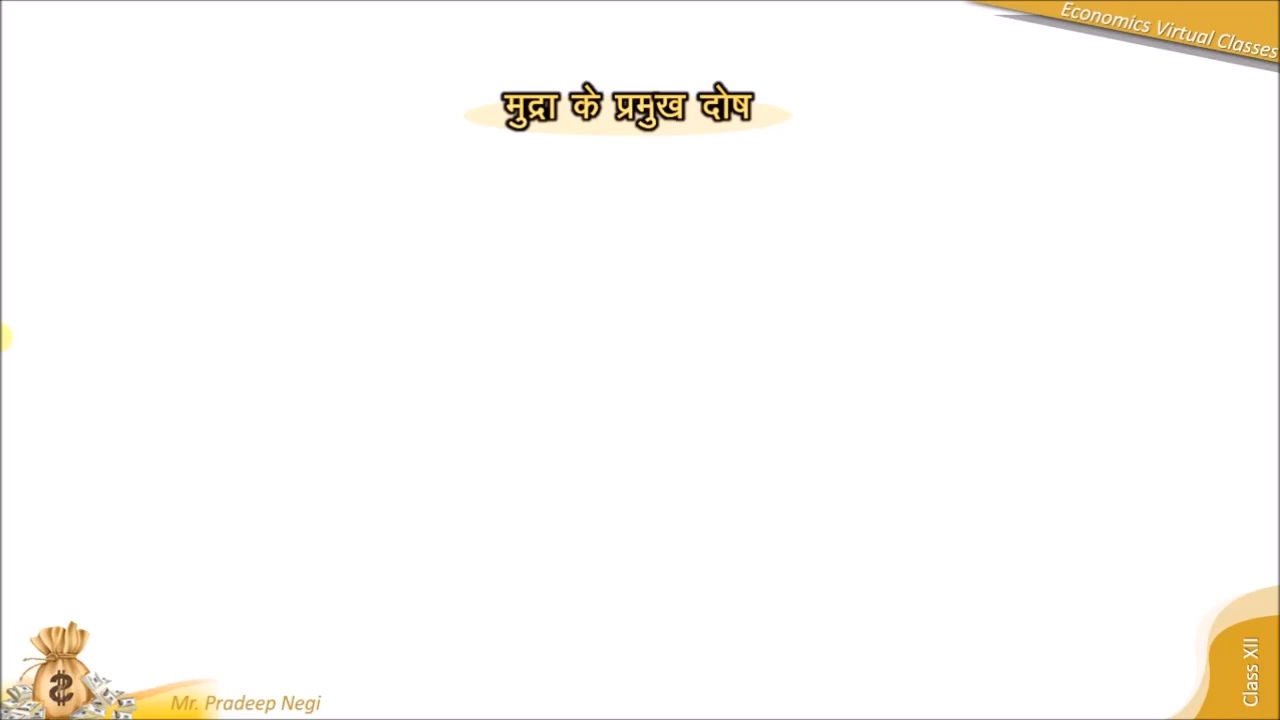 Economics Virtual Classes
मुद्रा के प्रमुख दोष
Mr. Pradeep Negi
Class XII